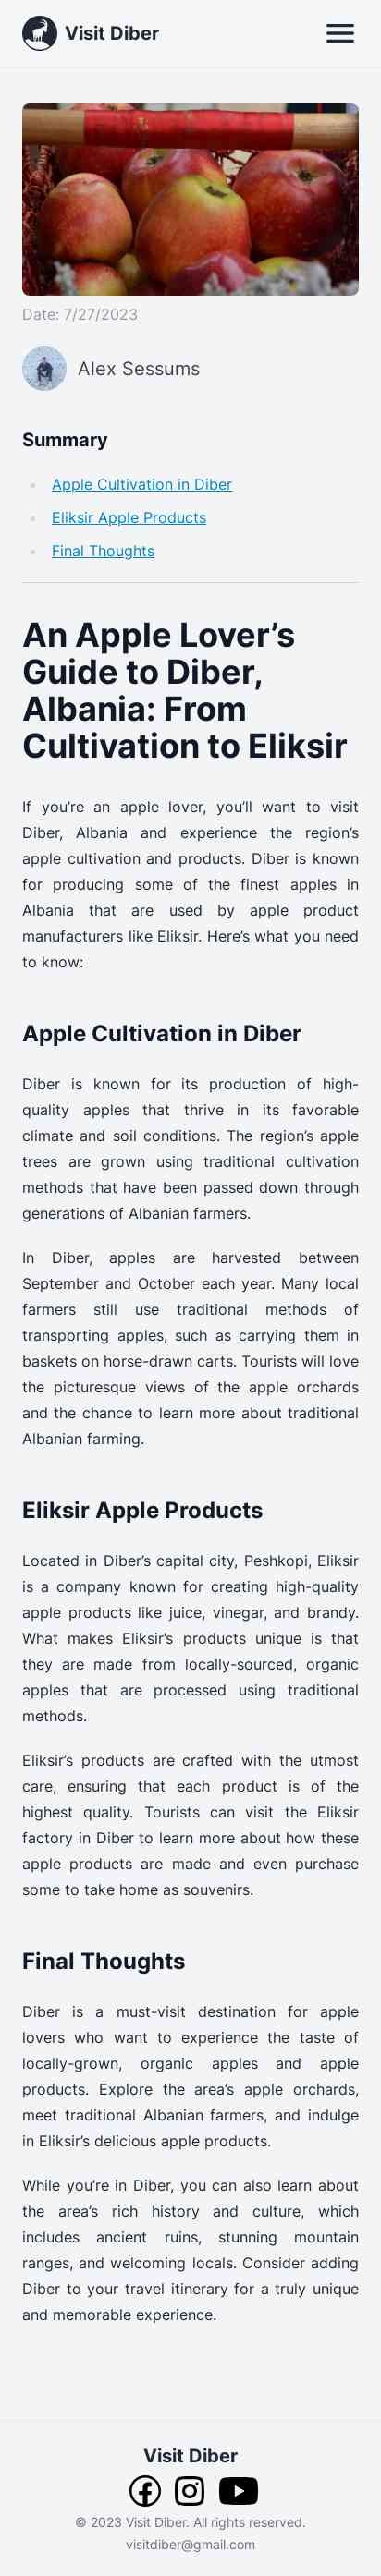 Visit Diber
Date: 7/27/2023
Alex Sessums
Summary
Apple Cultivation in Diber
Eliksir Apple Products
Final Thoughts
An Apple Lover’s
Guide to Diber,
Albania: From
Cultivation to Eliksir
If you’re an apple lover, you’ll want to visit
Diber, Albania and experience the region’s
apple cultivation and products. Diber is known
for producing some of the finest apples in
Albania that are used by apple product
manufacturers like Eliksir. Here’s what you need
to know:
Apple Cultivation in Diber
Diber is known for its production of high-
quality apples that thrive in its favorable
climate and soil conditions. The region’s apple
trees are grown using traditional cultivation
methods that have been passed down through
generations of Albanian farmers.
In Diber, apples are harvested between
September and October each year. Many local
farmers still use traditional methods of
transporting apples, such as carrying them in
baskets on horse-drawn carts. Tourists will love
the picturesque views of the apple orchards
and the chance to learn more about traditional
Albanian farming.
Eliksir Apple Products
Located in Diber’s capital city, Peshkopi, Eliksir
is a company known for creating high-quality
apple products like juice, vinegar, and brandy.
What makes Eliksir’s products unique is that
they are made from locally-sourced, organic
apples that are processed using traditional
methods.
Eliksir’s products are crafted with the utmost
care, ensuring that each product is of the
highest quality. Tourists can visit the Eliksir
factory in Diber to learn more about how these
apple products are made and even purchase
some to take home as souvenirs.
Final Thoughts
Diber is a must-visit destination for apple
lovers who want to experience the taste of
locally-grown, organic apples and apple
products. Explore the area’s apple orchards,
meet traditional Albanian farmers, and indulge
in Eliksir’s delicious apple products.
While you’re in Diber, you can also learn about
the area’s rich history and culture, which
includes ancient ruins, stunning mountain
ranges, and welcoming locals. Consider adding
Diber to your travel itinerary for a truly unique
and memorable experience.
Visit Diber
© 2023 Visit Diber. All rights reserved.
visitdiber@gmail.com